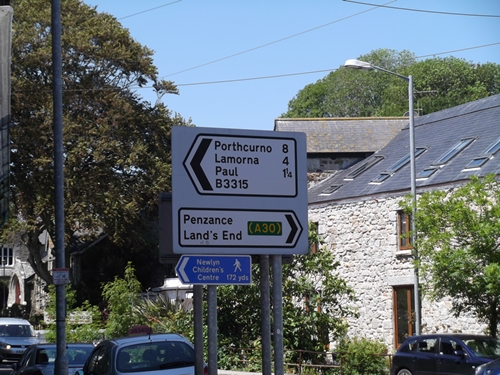 Porthcurno 8
Lamorna 4
Paul 1¼
B3315
Penzance
Land's End (A30)
Newlyn
Children's
Centre 172 yds